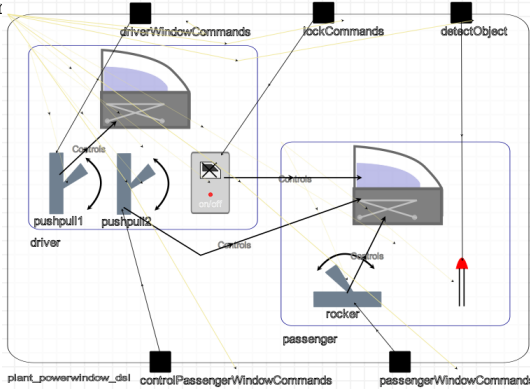 driverWindowCommands
lockCommands
detectObject
Controls
Controls
on/off
pushpull1
pushpull2
driver
Controls
Controls
rocker
passenger
plant_powerwindow_dsl
controlPassengerWindowCommands
passengerWindowCommand